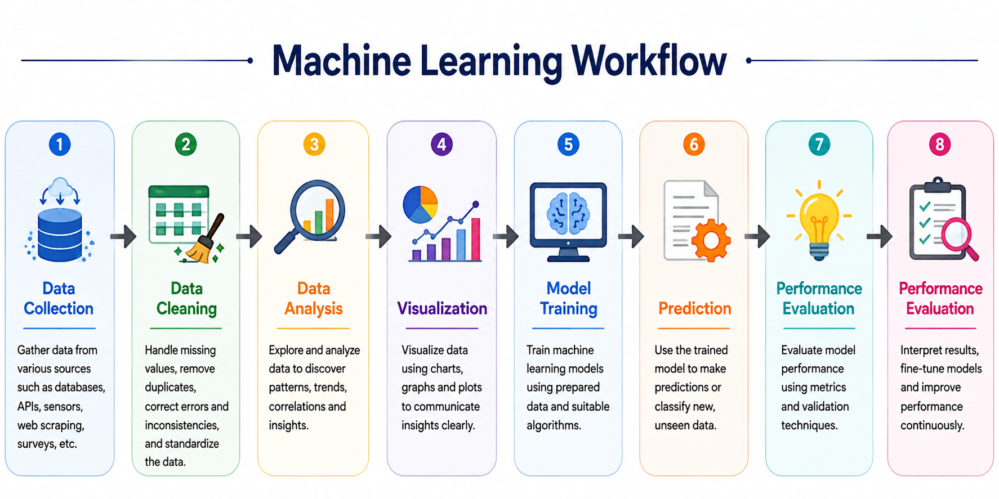 Machine Learning Workflow
1
Data
Collection
Gather data from
various sources
such as databases,
APIs, sensors,
web scraping,
surveys, etc.
2
Data
Cleaning
Handle missing
values, remove
duplicates,
correct errors and
inconsistencies,
and standardize
the data.
3
Data
Analysis
Explore and analyze
data to discover
patterns, trends,
correlations and
insights.
4
Visualization
Visualize data
using charts,
graphs and plots
to communicate
insights clearly.
5
Model
Training
Train machine
learning models
using prepared
data and suitable
algorithms.
6
Prediction
Use the trained
model to make
predictions or
classify new,
unseen data.
7
Performance
Evaluation
Evaluate model
performance
using metrics
and validation
techniques.
8
Performance
Evaluation
Interpret results,
fine-tune models
and improve
performance
continuously.